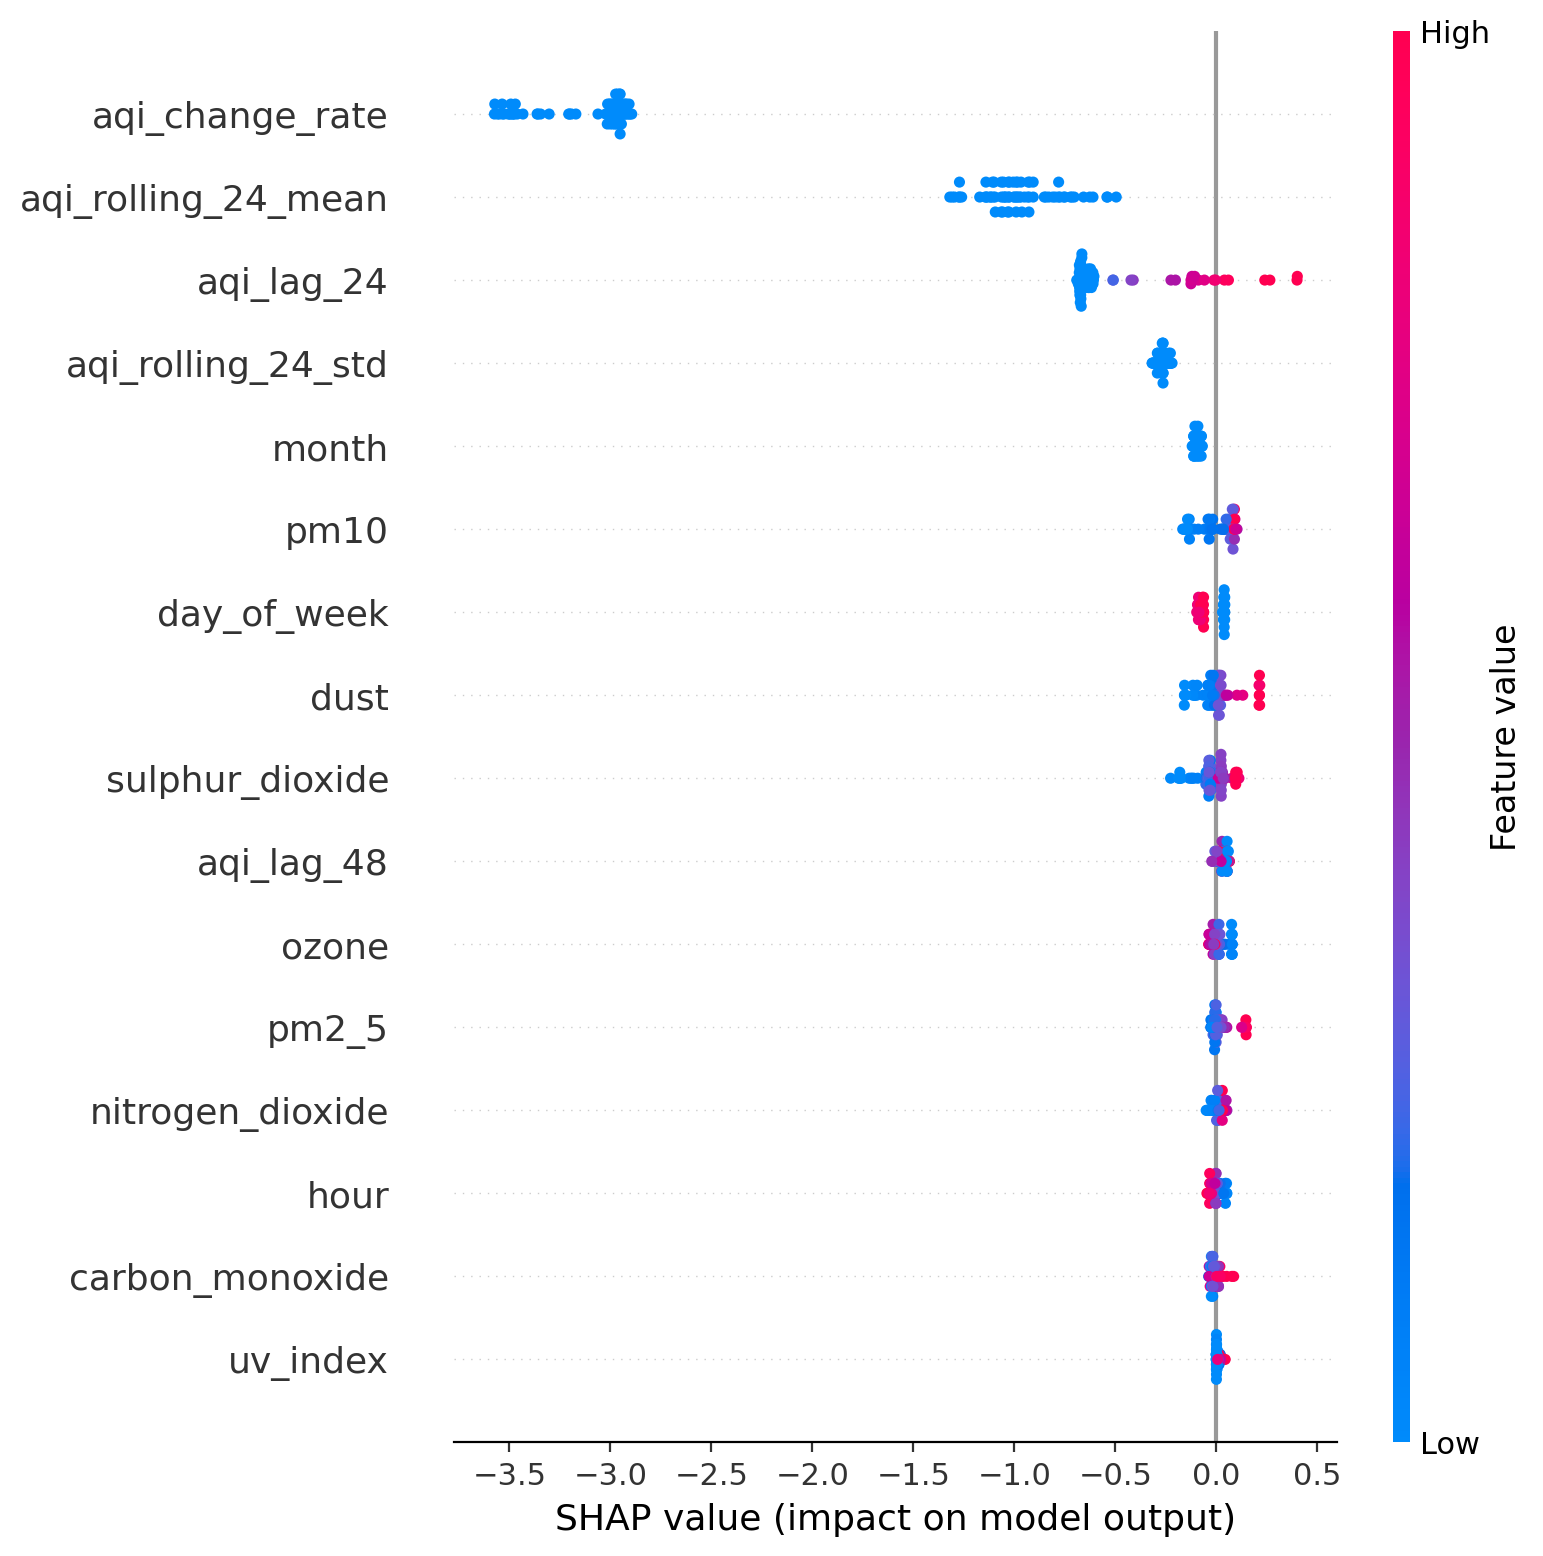 High
aqi_change_rate
aqi_rolling_24_mean
aqi_lag_24
aqi_rolling_24_std
month
pm10
day_of_week
dust
sulphur_dioxide
aqi_lag_48
ozone
pm2_5
nitrogen_dioxide
hour
carbon_monoxide
uv_index
Feature value
Low
−3.5 −3.0 −2.5 −2.0 −1.5 −1.0 −0.5 0.0 0.5
SHAP value (impact on model output)